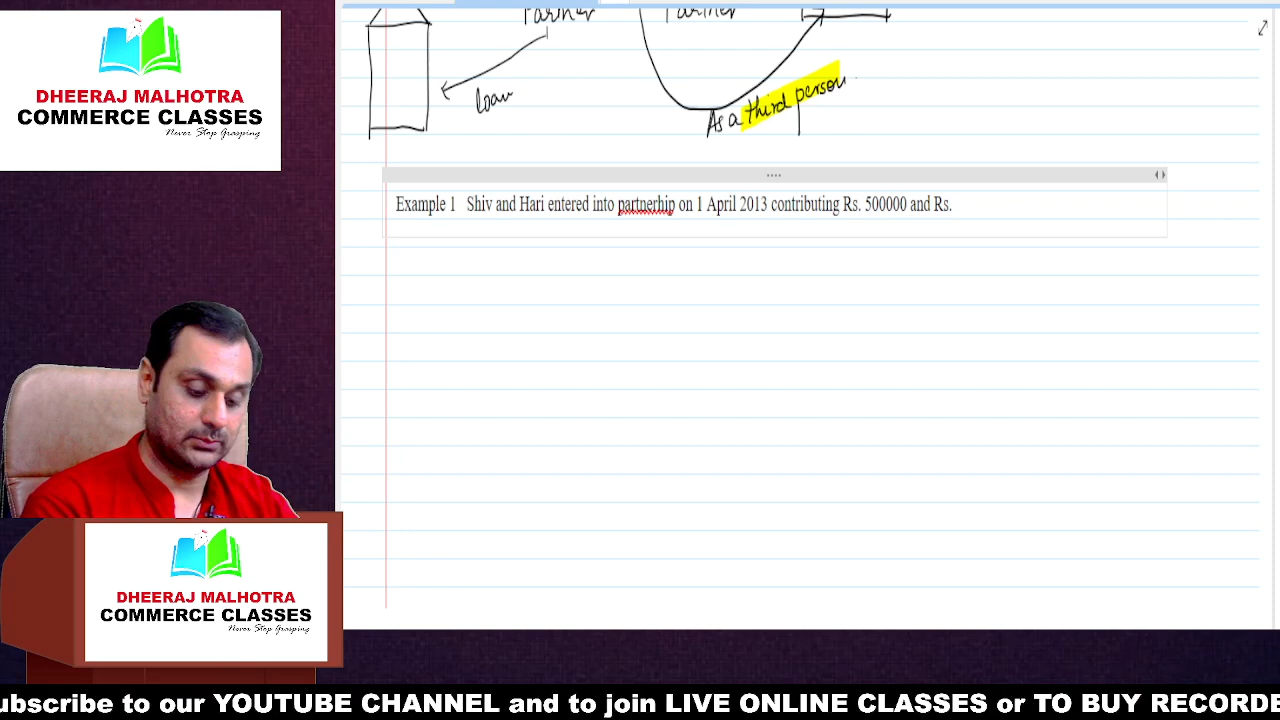 Partner
Partner
loan
As a third person
DHEERAJ MALHOTRA
COMMERCE CLASSES
Never Stop Grasping
Example 1 Shiv and Hari entered into partnerhip on 1 April 2013 contributing Rs. 500000 and Rs.
DHEERAJ MALHOTRA
COMMERCE CLASSES
Never Stop Grasping
ubscribe to our YOUTUBE CHANNEL and to join LIVE ONLINE CLASSES or TO BUY RECORDE